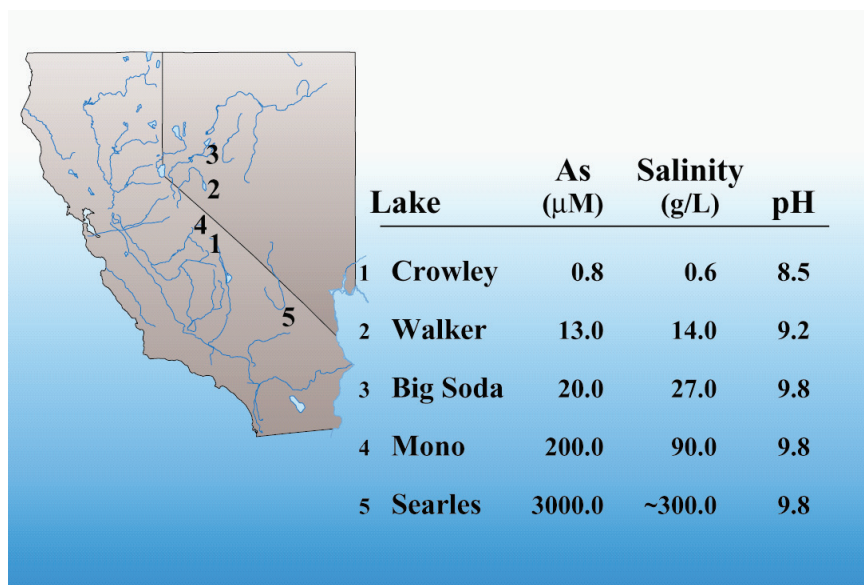 3
2
4
1
5
As Salinity
Lake (μM) (g/L) pH
1 Crowley 0.8 0.6 8.5
2 Walker 13.0 14.0 9.2
3 Big Soda 20.0 27.0 9.8
4 Mono 200.0 90.0 9.8
5 Searles 3000.0 ~300.0 9.8